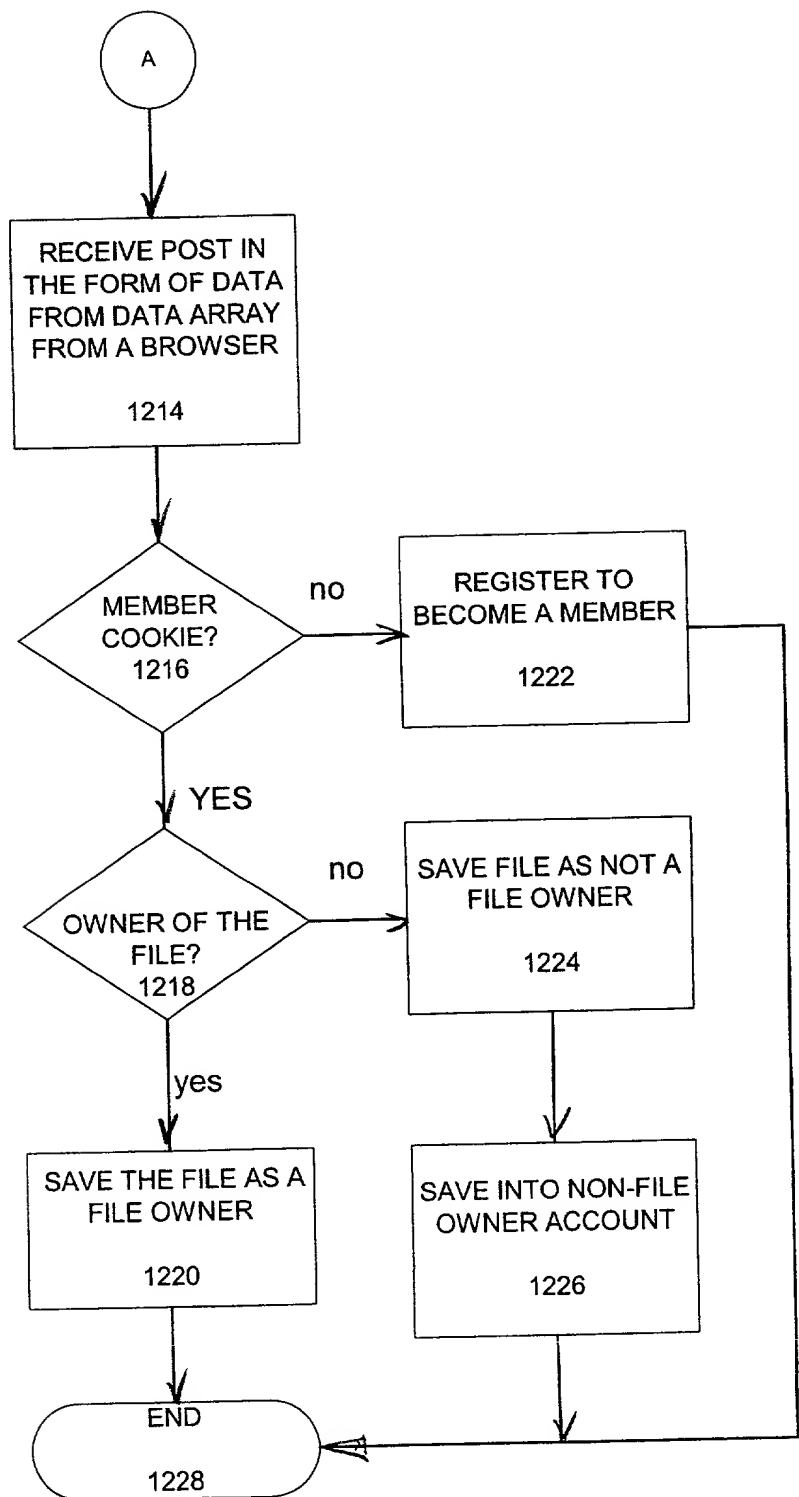 A
RECEIVE POST IN
THE FORM OF DATA
FROM DATA ARRAY
FROM A BROWSER
1214
MEMBER
COOKIE?
1216
no
REGISTER TO
BECOME A MEMBER
1222
YES
OWNER OF THE
FILE?
1218
no
SAVE FILE AS NOT A
FILE OWNER
1224
yes
SAVE THE FILE AS A
FILE OWNER
1220
SAVE INTO NON-FILE
OWNER ACCOUNT
1226
END
1228